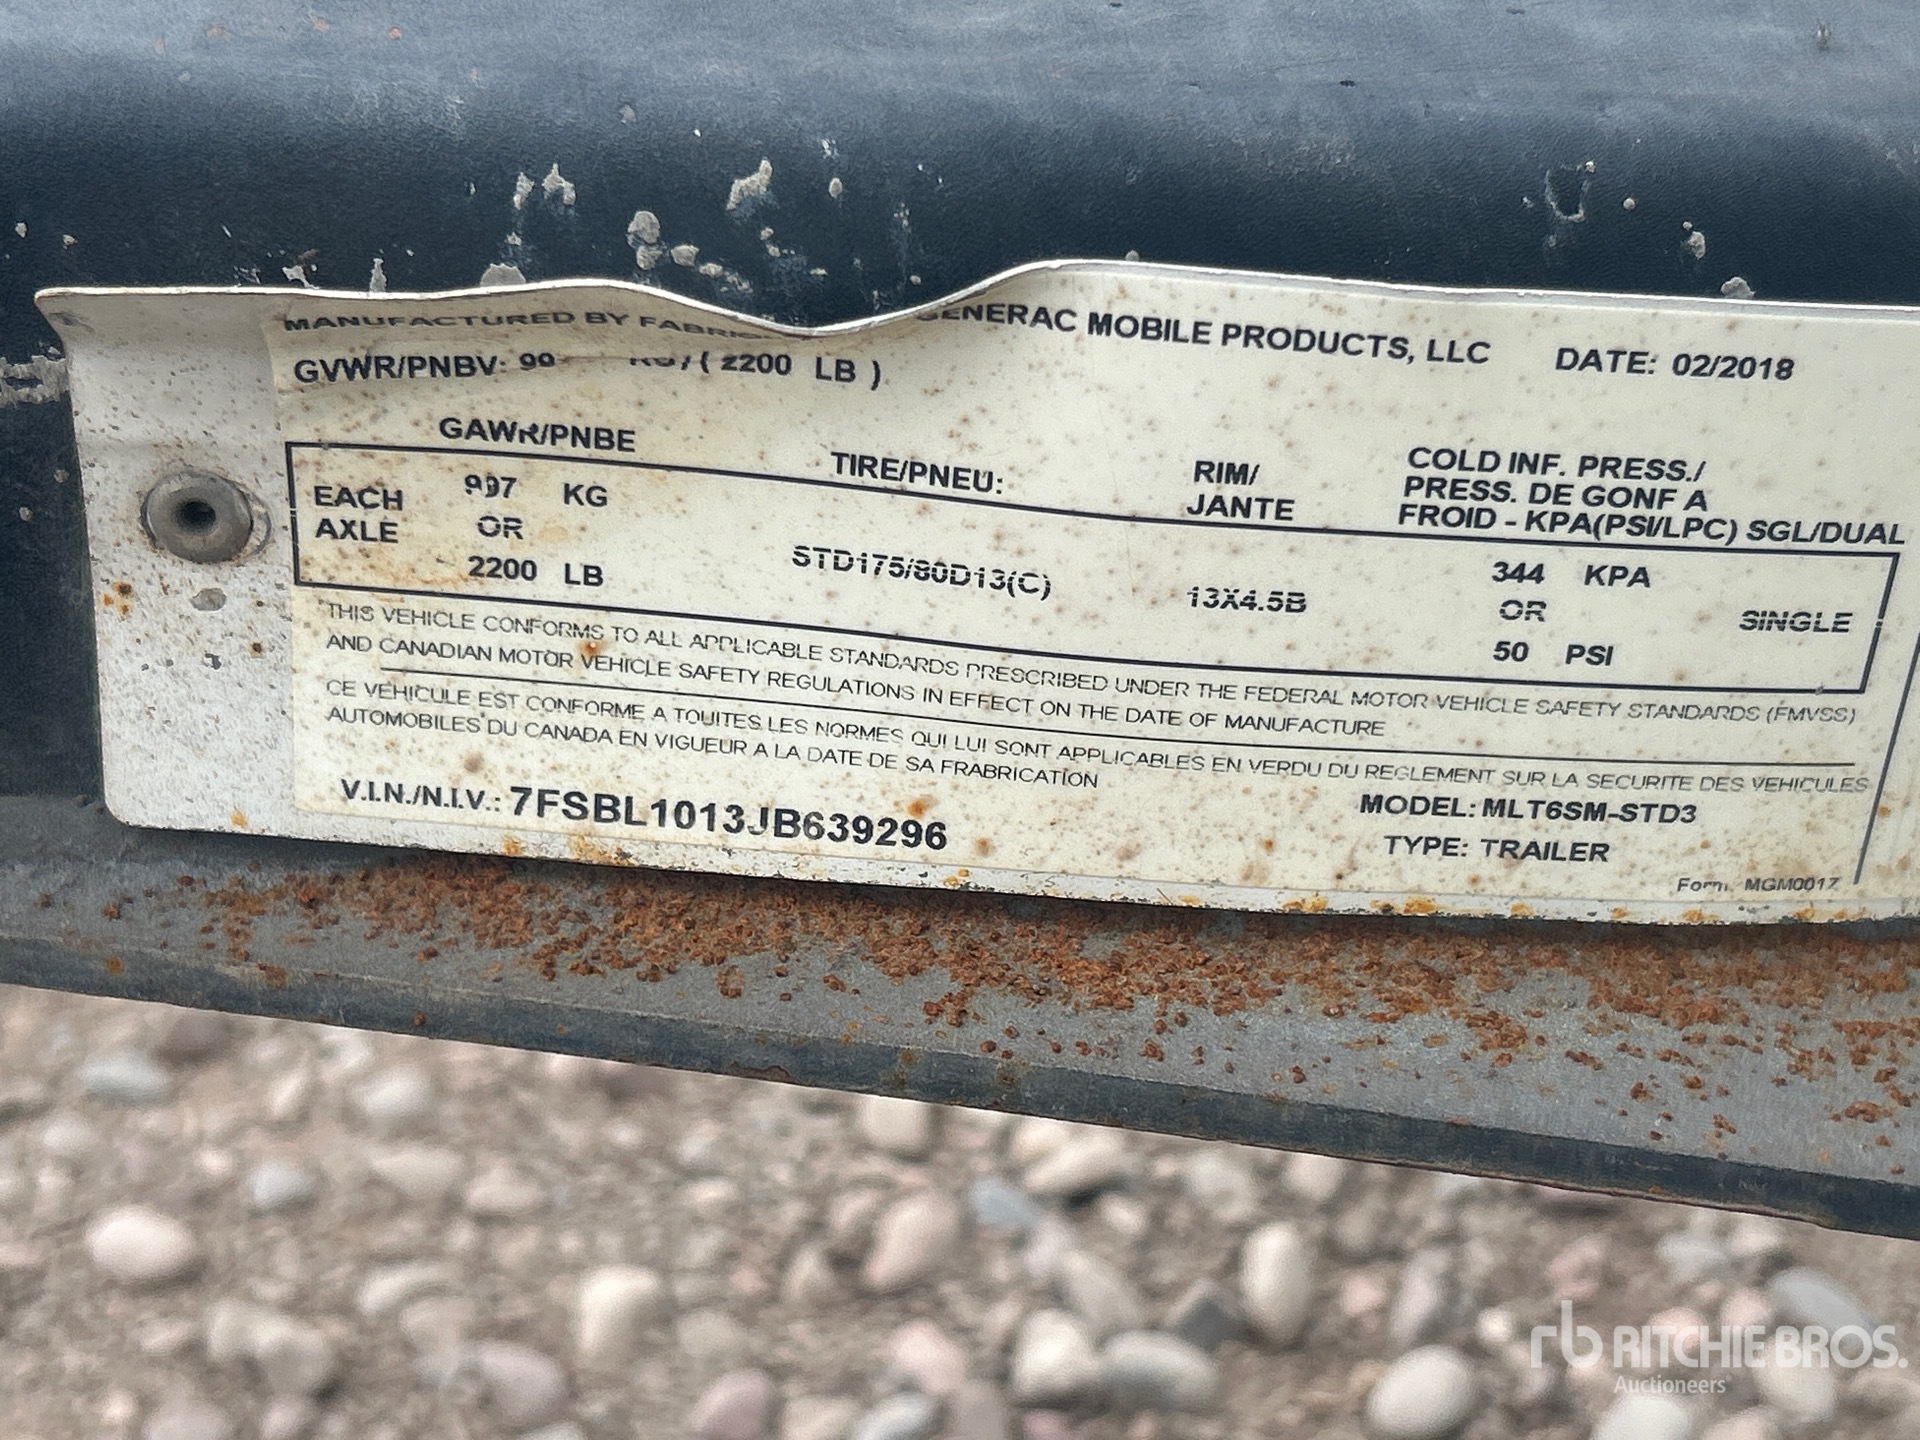 MANUFACTURED BY GENERAC MOBILE PRODUCTS, LLC DATE: 02/2018
GVWR/PNBV: ( 2200 LB )
GAWR/PNBE
TIRE/PNEU:
RIM/
JANTE
COLD INF. PRESS./
PRESS. DE GONF A
FROID - KPA(PSI/LPC) SGL/DUAL
EACH
AXLE
997 KG
OR
2200 LB
STD175/80D13(C)
13X4.5B
344 KPA
OR
50 PSI
SINGLE
THIS VEHICLE CONFORMS TO ALL APPLICABLE STANDARDS PRESCRIBED UNDER THE FEDERAL MOTOR VEHICLE SAFETY STANDARDS (FMVSS)
AND CANADIAN MOTOR VEHICLE SAFETY REGULATIONS IN EFFECT ON THE DATE OF MANUFACTURE
CE VEHICULE EST CONFORME A TOUITES LES NORMES QUI LUI SONT APPLICABLES EN VERDU DU REGLEMENT SUR LA SECURITE DES VEHICULES
AUTOMOBILES DU CANADA EN VIGUEUR A LA DATE DE SA FRABRICATION
V.I.N./N.I.V.: 7FSBL1013JB639296
MODEL: MLT6SM-STD3
TYPE: TRAILER
Form MGM0017
rb RITCHIE BROS.
Auctioneers